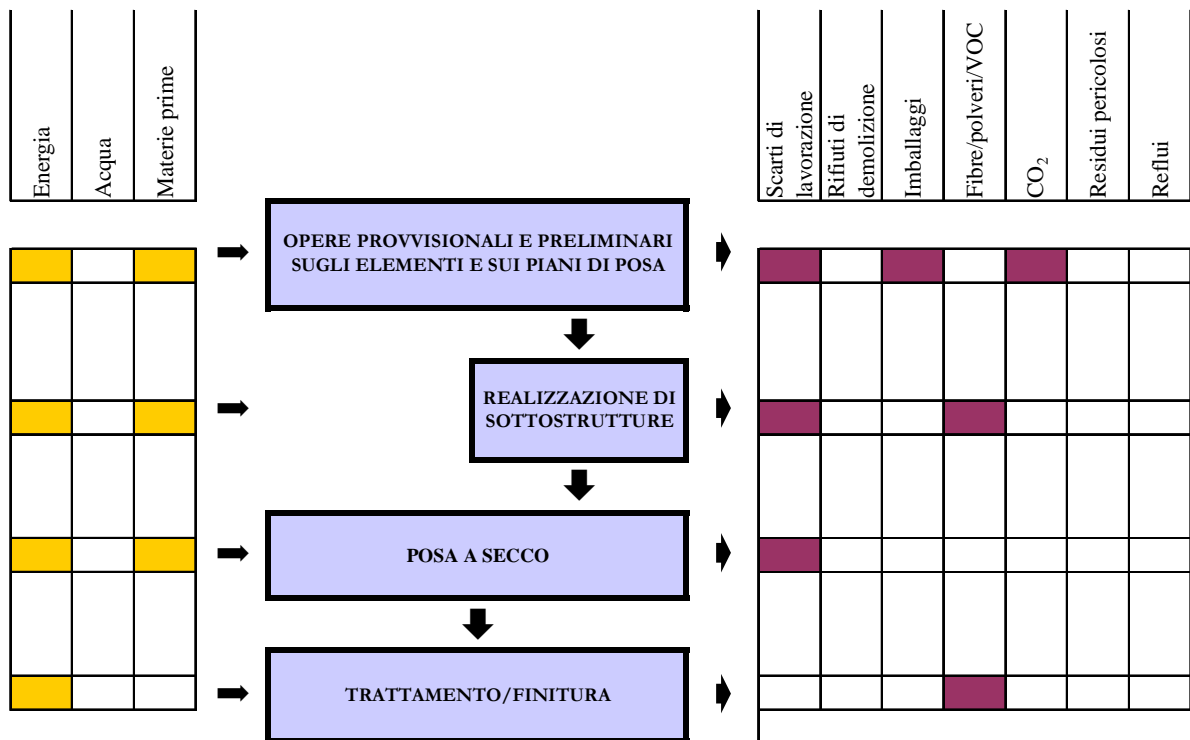 Energia
Acqua
Materie prime
Scarti di
lavorazione
Rifiuti di
demolizione
Imballaggi
Fibre/polveri/VOC
CO₂
Residui pericolosi
Reflui
OPERE PROVVISIONALI E PRELIMINARI
SUGLI ELEMENTI E SUI PIANI DI POSA
REALIZZAZIONE DI
SOTTOSTRUTTURE
POSA A SECCO
TRATTAMENTO/FINITURA